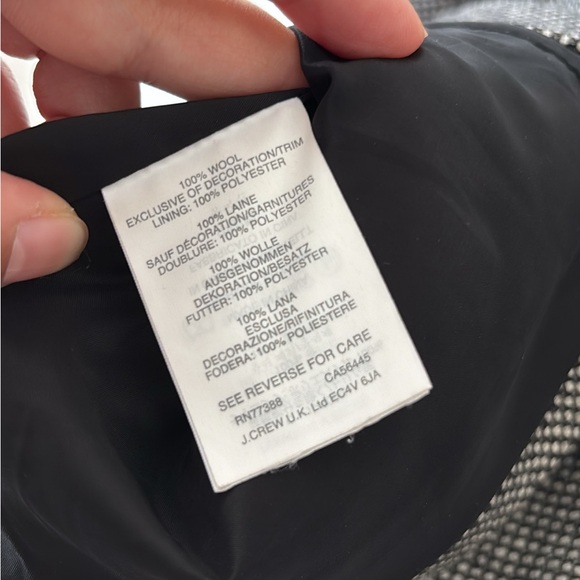 100% WOOL
EXCLUSIVE OF DECORATION/TRIM
LINING: 100% POLYESTER
100% LAINE
SAUF DÉCORATION/GARNITURES
DOUBLURE: 100% POLYESTER
100% WOLLE
AUSGENOMMEN
DEKORATION/BESATZ
FUTTER: 100% POLYESTER
100% LANA
ESCLUSA
DECORAZIONE/RIFINITURA
FODERA: 100% POLIESTERE
SEE REVERSE FOR CARE
RN77388 CA56445
J.CREW U.K. Ltd EC4V 6JA